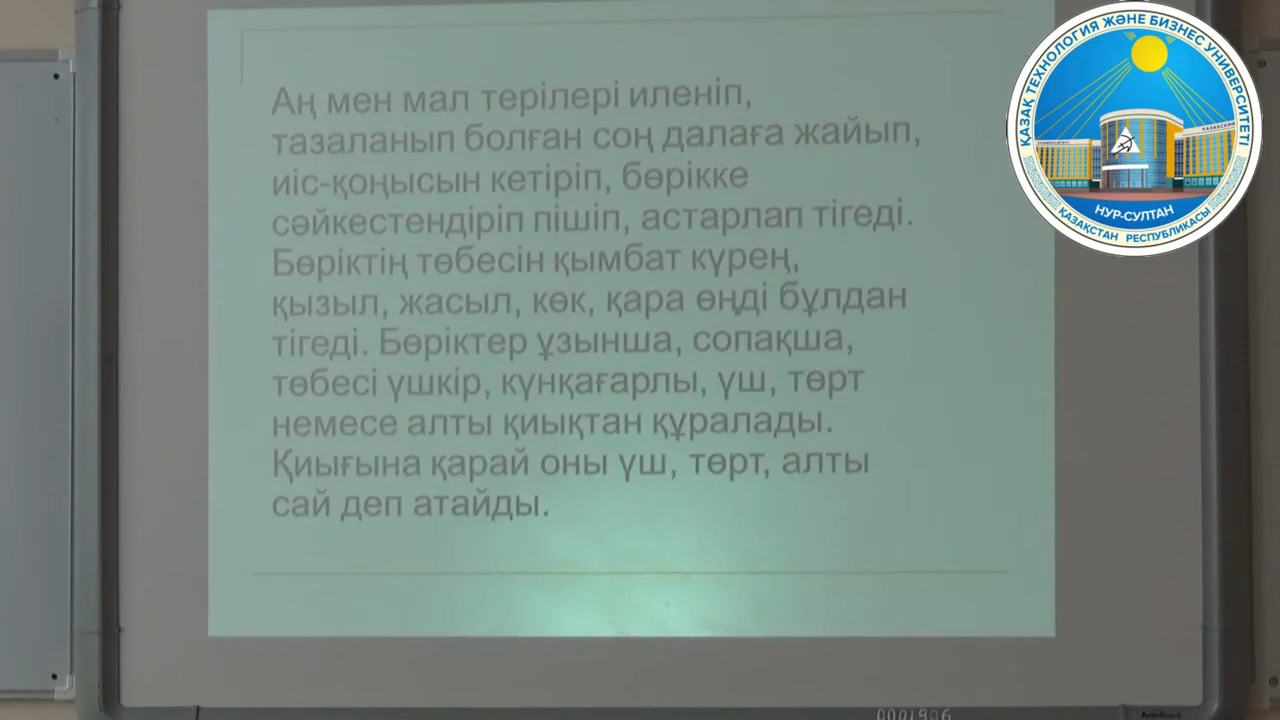 Аң мен мал терілері иленіп,
тазаланып болған соң далаға жайып,
иіс-қоңысын кетіріп, бөрікке
сәйкестендіріп пішіп, астарлап тігеді.
Бөріктің төбесін қымбат күрең,
қызыл, жасыл, көк, қара өңді бұлдан
тігеді. Бөріктер ұзынша, сопақша,
төбесі үшкір, күнқағарлы, үш, төрт
немесе алты қиықтан құралады.
Қиығына қарай оны үш, төрт, алты
сай деп атайды.
ҚАЗАҚ ТЕХНОЛОГИЯ ЖӘНЕ БИЗНЕС УНИВЕРСИТЕТІ
УНИВЕРСИТЕТІ
КАЗАХСКИЙ
НУР-СУЛТАН
ҚАЗАҚСТАН РЕСПУБЛИКАСЫ
ActivBoard